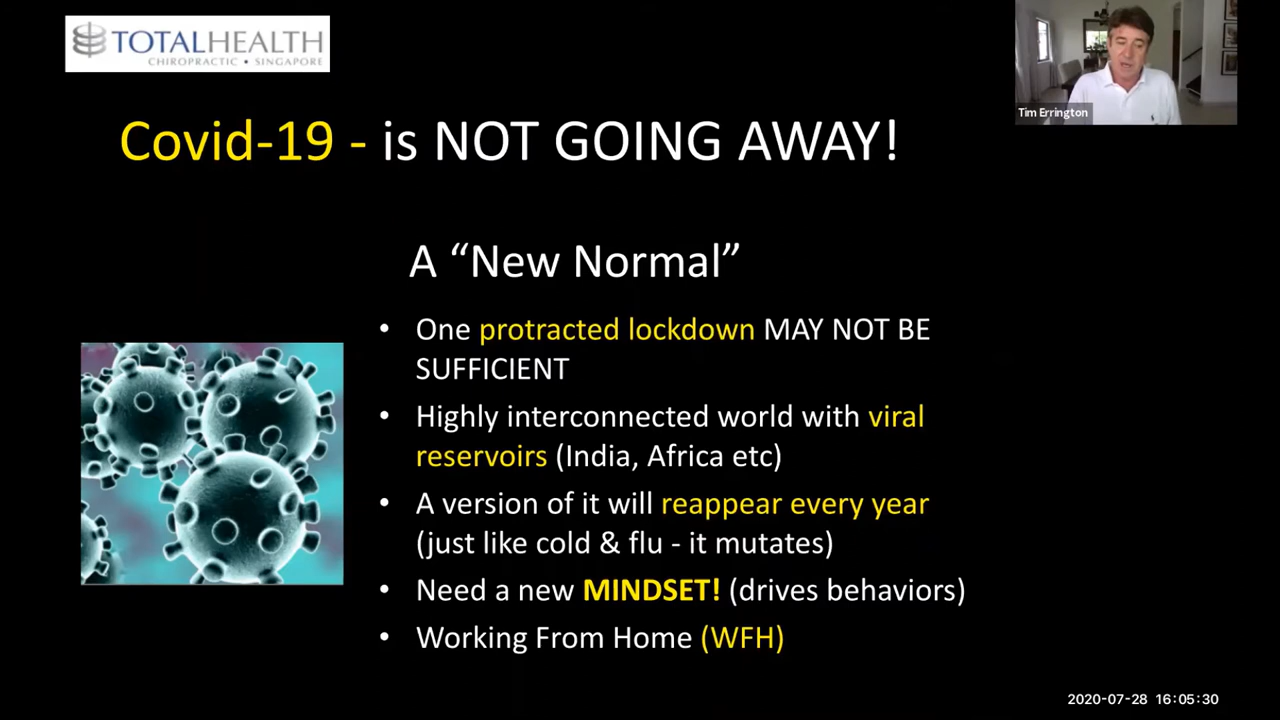 TOTALHEALTH
CHIROPRACTIC • SINGAPORE
Tim Errington
Covid-19 - is NOT GOING AWAY!
A “New Normal”
• One protracted lockdown MAY NOT BE
SUFFICIENT
• Highly interconnected world with viral
reservoirs (India, Africa etc)
• A version of it will reappear every year
(just like cold & flu - it mutates)
• Need a new MINDSET! (drives behaviors)
• Working From Home (WFH)
2020-07-28 16:05:30